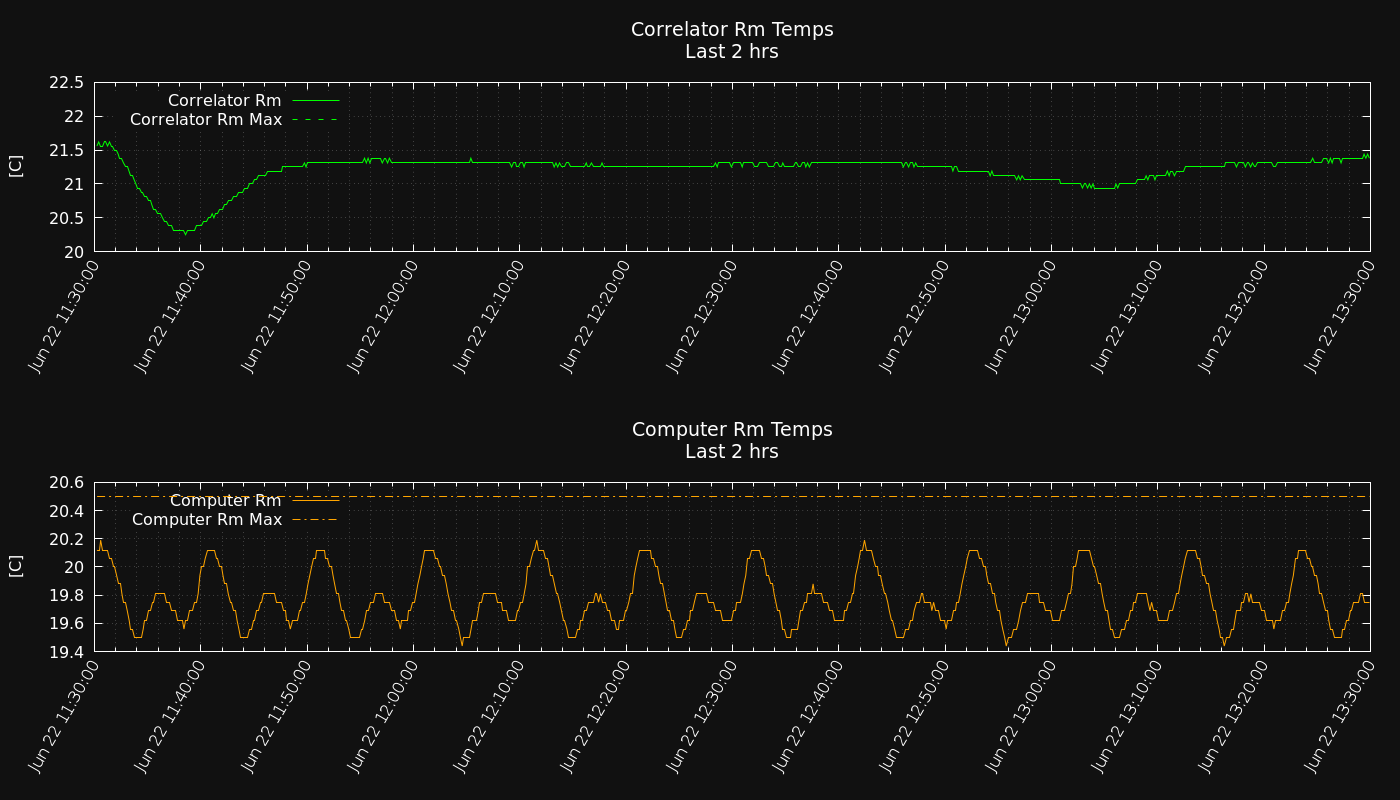 Correlator Rm Temps
Last 2 hrs
22.5
22
21.5
21
20.5
20
[C]
Correlator Rm
Correlator Rm Max
Jun 22 11:30:00
Jun 22 11:40:00
Jun 22 11:50:00
Jun 22 12:00:00
Jun 22 12:10:00
Jun 22 12:20:00
Jun 22 12:30:00
Jun 22 12:40:00
Jun 22 12:50:00
Jun 22 13:00:00
Jun 22 13:10:00
Jun 22 13:20:00
Jun 22 13:30:00
Computer Rm Temps
Last 2 hrs
20.6
20.4
20.2
20
19.8
19.6
19.4
[C]
Computer Rm
Computer Rm Max
Jun 22 11:30:00
Jun 22 11:40:00
Jun 22 11:50:00
Jun 22 12:00:00
Jun 22 12:10:00
Jun 22 12:20:00
Jun 22 12:30:00
Jun 22 12:40:00
Jun 22 12:50:00
Jun 22 13:00:00
Jun 22 13:10:00
Jun 22 13:20:00
Jun 22 13:30:00